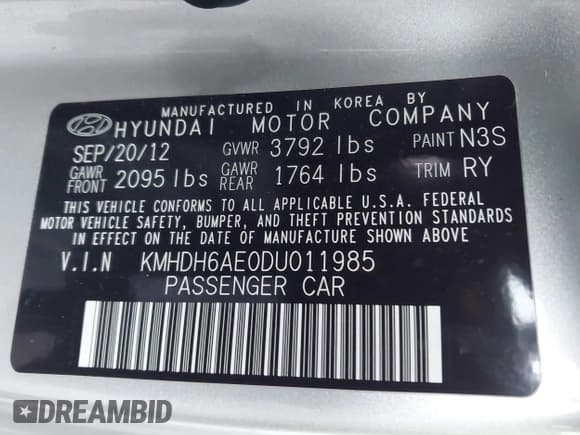 MANUFACTURED IN KOREA BY
HYUNDAI MOTOR COMPANY
SEP/20/12 GVWR 3792 lbs PAINT N3S
GAWR FRONT 2095 lbs GAWR REAR 1764 lbs TRIM RY
THIS VEHICLE CONFORMS TO ALL APPLICABLE U.S.A. FEDERAL
MOTOR VEHICLE SAFETY, BUMPER, AND THEFT PREVENTION STANDARDS
IN EFFECT ON THE DATE OF MANUFACTURE SHOWN ABOVE
V.I.N KMHDH6AE0DU011985
PASSENGER CAR
DREAMBID